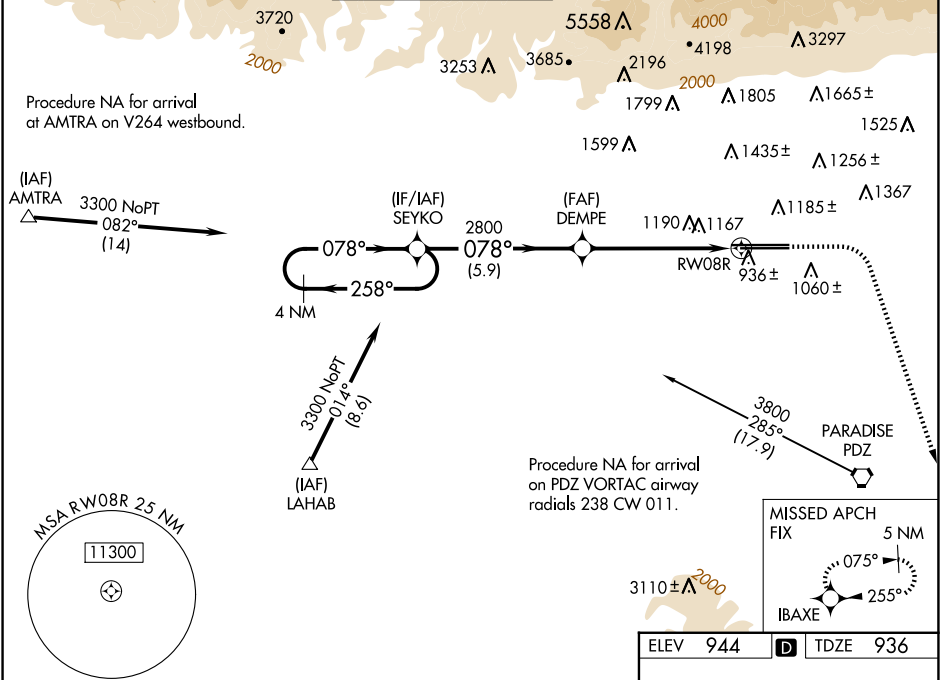 3720
5558
4000
4198
3297
2000
3253
3685
2196
2000
1799
1805
1665±
1525
Procedure NA for arrival
at AMTRA on V264 westbound.
1599
1435±
1256±
1367
1185±
(IAF)
AMTRA
3300 NoPT
082°
(14)
(IF/IAF)
SEYKO
2800
078°
(5.9)
(FAF)
DEMPE
1190
1167
RW08R
936±
1060±
078°
258°
4 NM
3300 NoPT
014°
(8.6)
(IAF)
LAHAB
3800
285°
(17.9)
PARADISE
PDZ
Procedure NA for arrival
on PDZ VORTAC airway
radials 238 CW 011.
MSA RW08R 25 NM
11300
MISSED APCH
FIX
5 NM
075°
255°
IBAXE
3110±
2000
ELEV 944 D TDZE 936